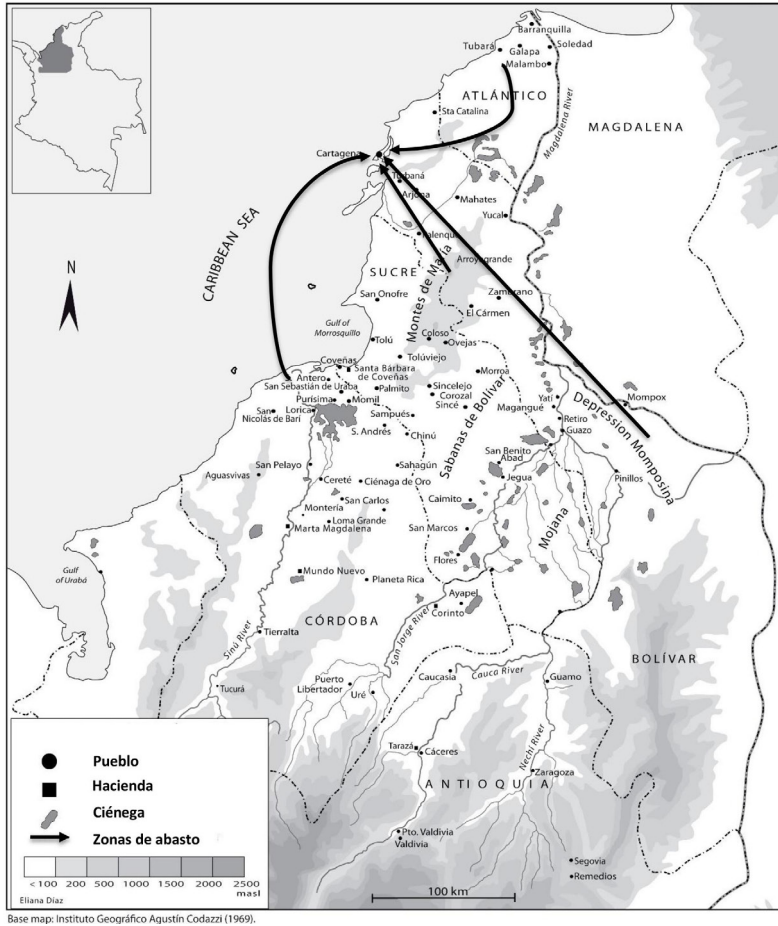 Barranquilla
Tubará
Galapa
Soledad
Malambo
ATLÁNTICO
Sta Catalina
Magdalena River
MAGDALENA
Cartagena
Turbaná
Arjona
Mahates
Yucal
CARIBBEAN SEA
N
Palenque
SUCRE
Montes de María
Arroyogrande
San Onofre
Zambrano
El Cármen
Gulf of
Morrosquillo
Tolú
Coloso
Ovejas
Tolúviejo
Coveñas
Santa Bárbara
de Coveñas
Morroa
Antero
San Sebastián de Uraba
Palmito
Sincelejo
Corozal
Sincé
Purísima
Momil
San
Nicolás de Barí
Lorica
Sampués
S. Andrés
Chinú
Sabanas de Bolívar
Magangué
Yatí
Retiro
Guazo
Depression Momposina
Mompox
San Benito
Abad
Jegua
Pinillos
San Pelayo
Sahagún
Aguasvivas
Cereté
Ciénaga de Oro
San Carlos
Caimito
Montería
Loma Grande
Marta Magdalena
San Marcos
Mojana
Flores
Gulf
of Urabá
Mundo Nuevo
Planeta Rica
Ayapel
Corinto
CÓRDOBA
San Jorge River
Sinú River
Tierralta
BOLÍVAR
Tucurá
Puerto
Libertador
Uré
Caucasia
Cauca River
Guamo
Nechí River
Tarazá
Cáceres
Zaragoza
ANTIOQUIA
Pto. Valdivia
Valdivia
Segovia
Remedios
Pueblo
Hacienda
Ciénega
Zonas de abasto
<100 200 500 1000 1500 2000 2500
masl
Eliana Díaz
100 km
Base map: Instituto Geográfico Agustín Codazzi (1969).